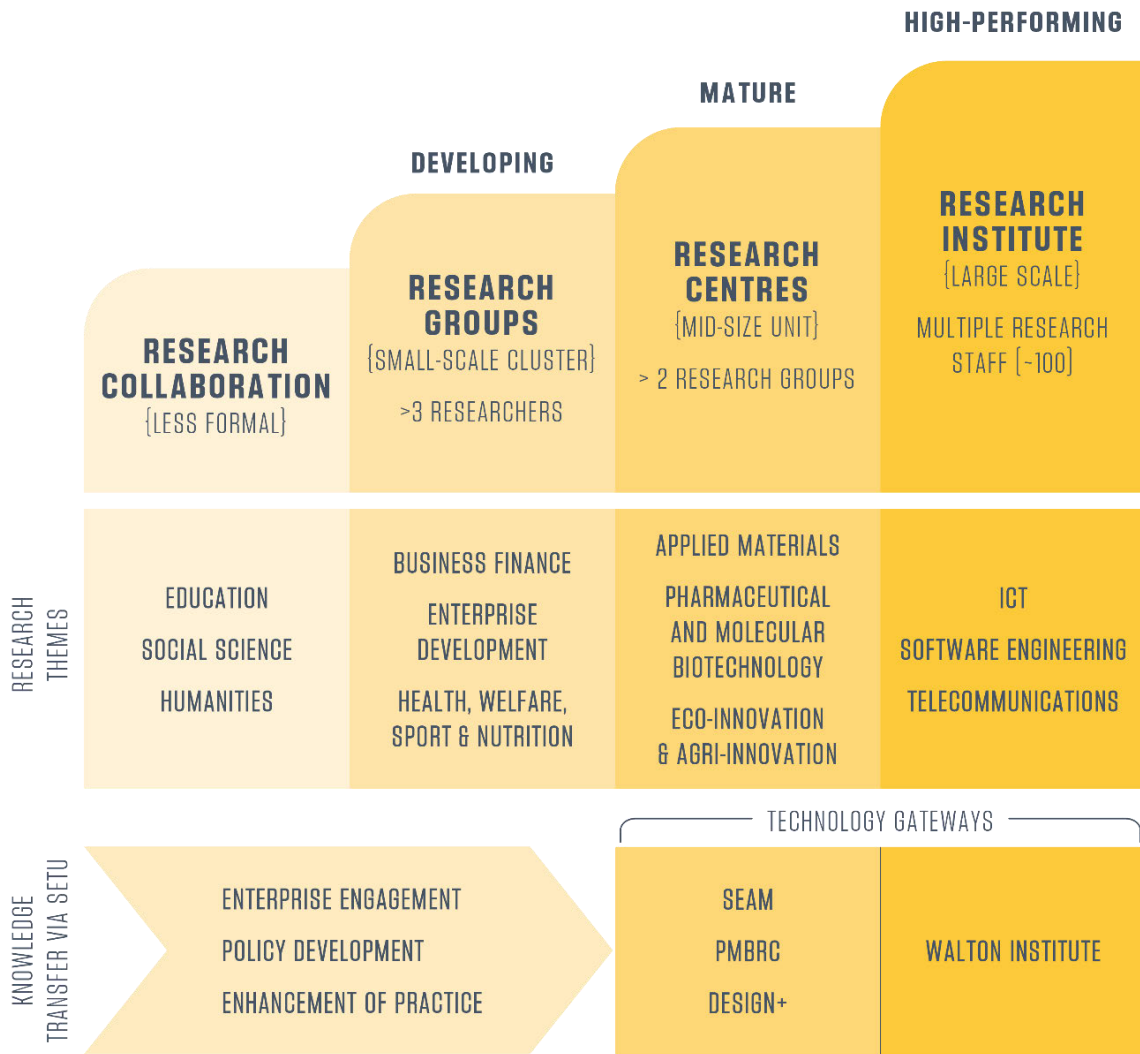 HIGH-PERFORMING
MATURE
DEVELOPING
RESEARCH
COLLABORATION
{LESS FORMAL}
RESEARCH
GROUPS
{SMALL-SCALE CLUSTER}
>3 RESEARCHERS
RESEARCH
CENTRES
{MID-SIZE UNIT}
> 2 RESEARCH GROUPS
RESEARCH
INSTITUTE
{LARGE SCALE}
MULTIPLE RESEARCH
STAFF [~100]
RESEARCH
THEMES
EDUCATION
SOCIAL SCIENCE
HUMANITIES
BUSINESS FINANCE
ENTERPRISE
DEVELOPMENT
HEALTH, WELFARE,
SPORT & NUTRITION
APPLIED MATERIALS
PHARMACEUTICAL
AND MOLECULAR
BIOTECHNOLOGY
ECO-INNOVATION
& AGRI-INNOVATION
ICT
SOFTWARE ENGINEERING
TELECOMMUNICATIONS
KNOWLEDGE
TRANSFER VIA SETU
ENTERPRISE ENGAGEMENT
POLICY DEVELOPMENT
ENHANCEMENT OF PRACTICE
TECHNOLOGY GATEWAYS
SEAM
PMBRC
DESIGN+
WALTON INSTITUTE